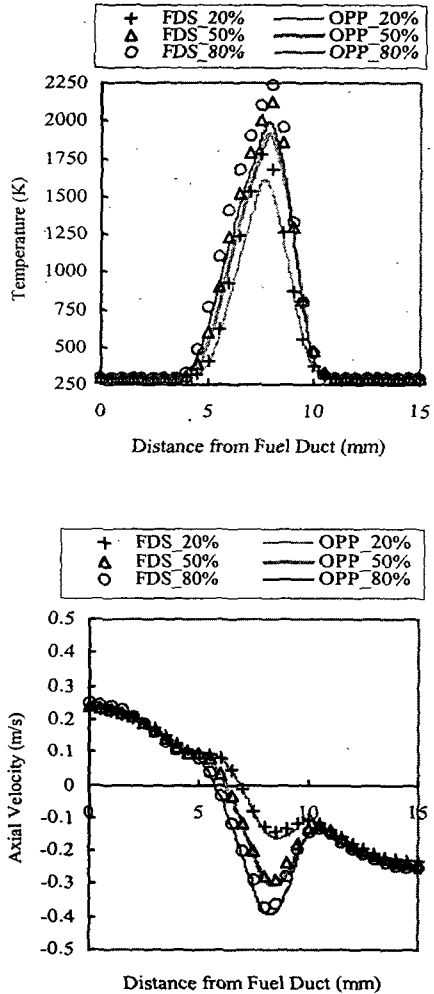 FDS_20% OPP_20%
FDS_50% OPP_50%
FDS_80% OPP_80%
2250
2000
1750
1500
1250
1000
750
500
250
Temperature (K)
0 5 10 15
Distance from Fuel Duct (mm)
FDS_20% OPP_20%
FDS_50% OPP_50%
FDS_80% OPP_80%
0.5
0.4
0.3
0.2
0.1
0
-0.1
-0.2
-0.3
-0.4
-0.5
Axial Velocity (m/s)
0 5 10 15
Distance from Fuel Duct (mm)